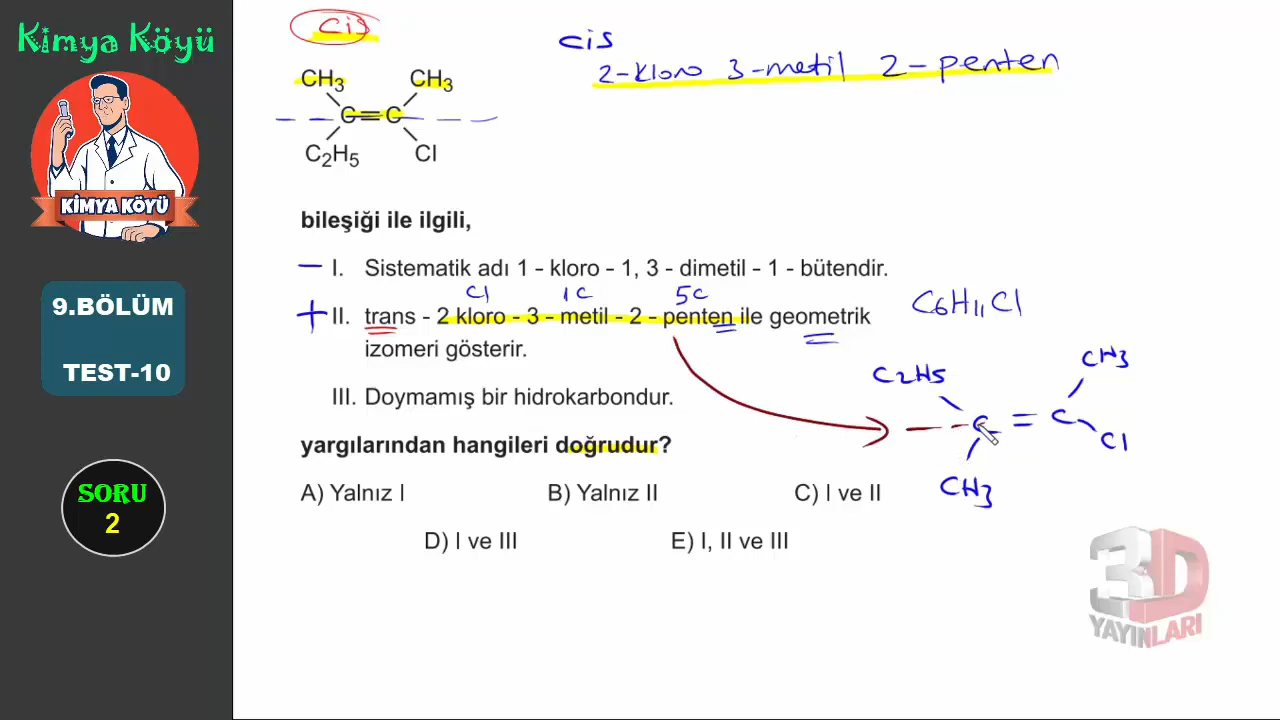 Kimya Köyü
KİMYA KÖYÜ
9.BÖLÜM
TEST-10
SORU
2
cis
cis
2-kloro 3-metil 2-penten
CH3 CH3
C=C
C2H5 Cl
bileşiği ile ilgili,
– I. Sistematik adı 1 - kloro - 1, 3 - dimetil - 1 - bütendir.
Cl 1C 5C
+ II. trans - 2 kloro - 3 - metil - 2 - penten ile geometrik
izomeri gösterir.
C6H11Cl
III. Doymamış bir hidrokarbondur.
C2H5 CH3
C = C
CH3 Cl
yargılarından hangileri doğrudur?
A) Yalnız I B) Yalnız II C) I ve II
D) I ve III E) I, II ve III
3D
YAYINLARI